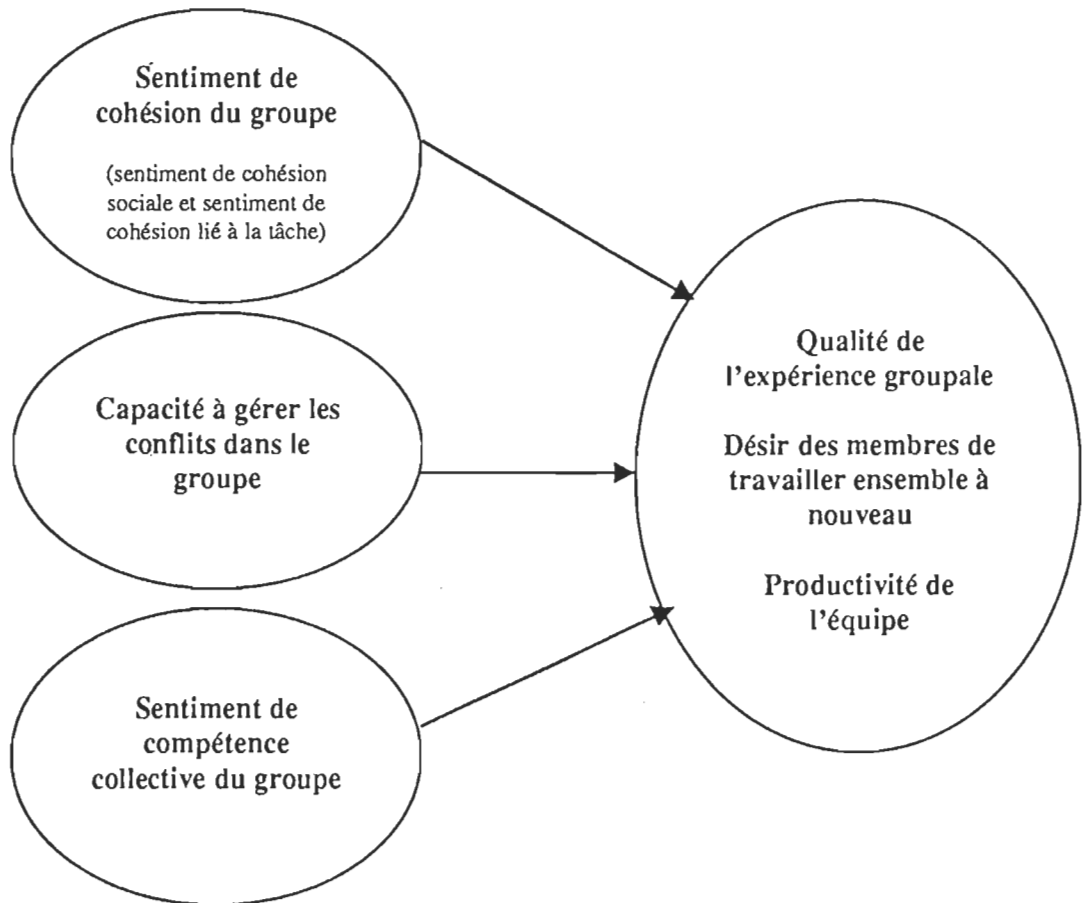 Sentiment de
cohésion du groupe
(sentiment de cohésion
sociale et sentiment de
cohésion lié à la tâche)
Capacité à gérer les
conflits dans le
groupe
Sentiment de
compétence
collective du groupe
Qualité de
l'expérience groupale
Désir des membres de
travailler ensemble à
nouveau
Productivité de
l'équipe